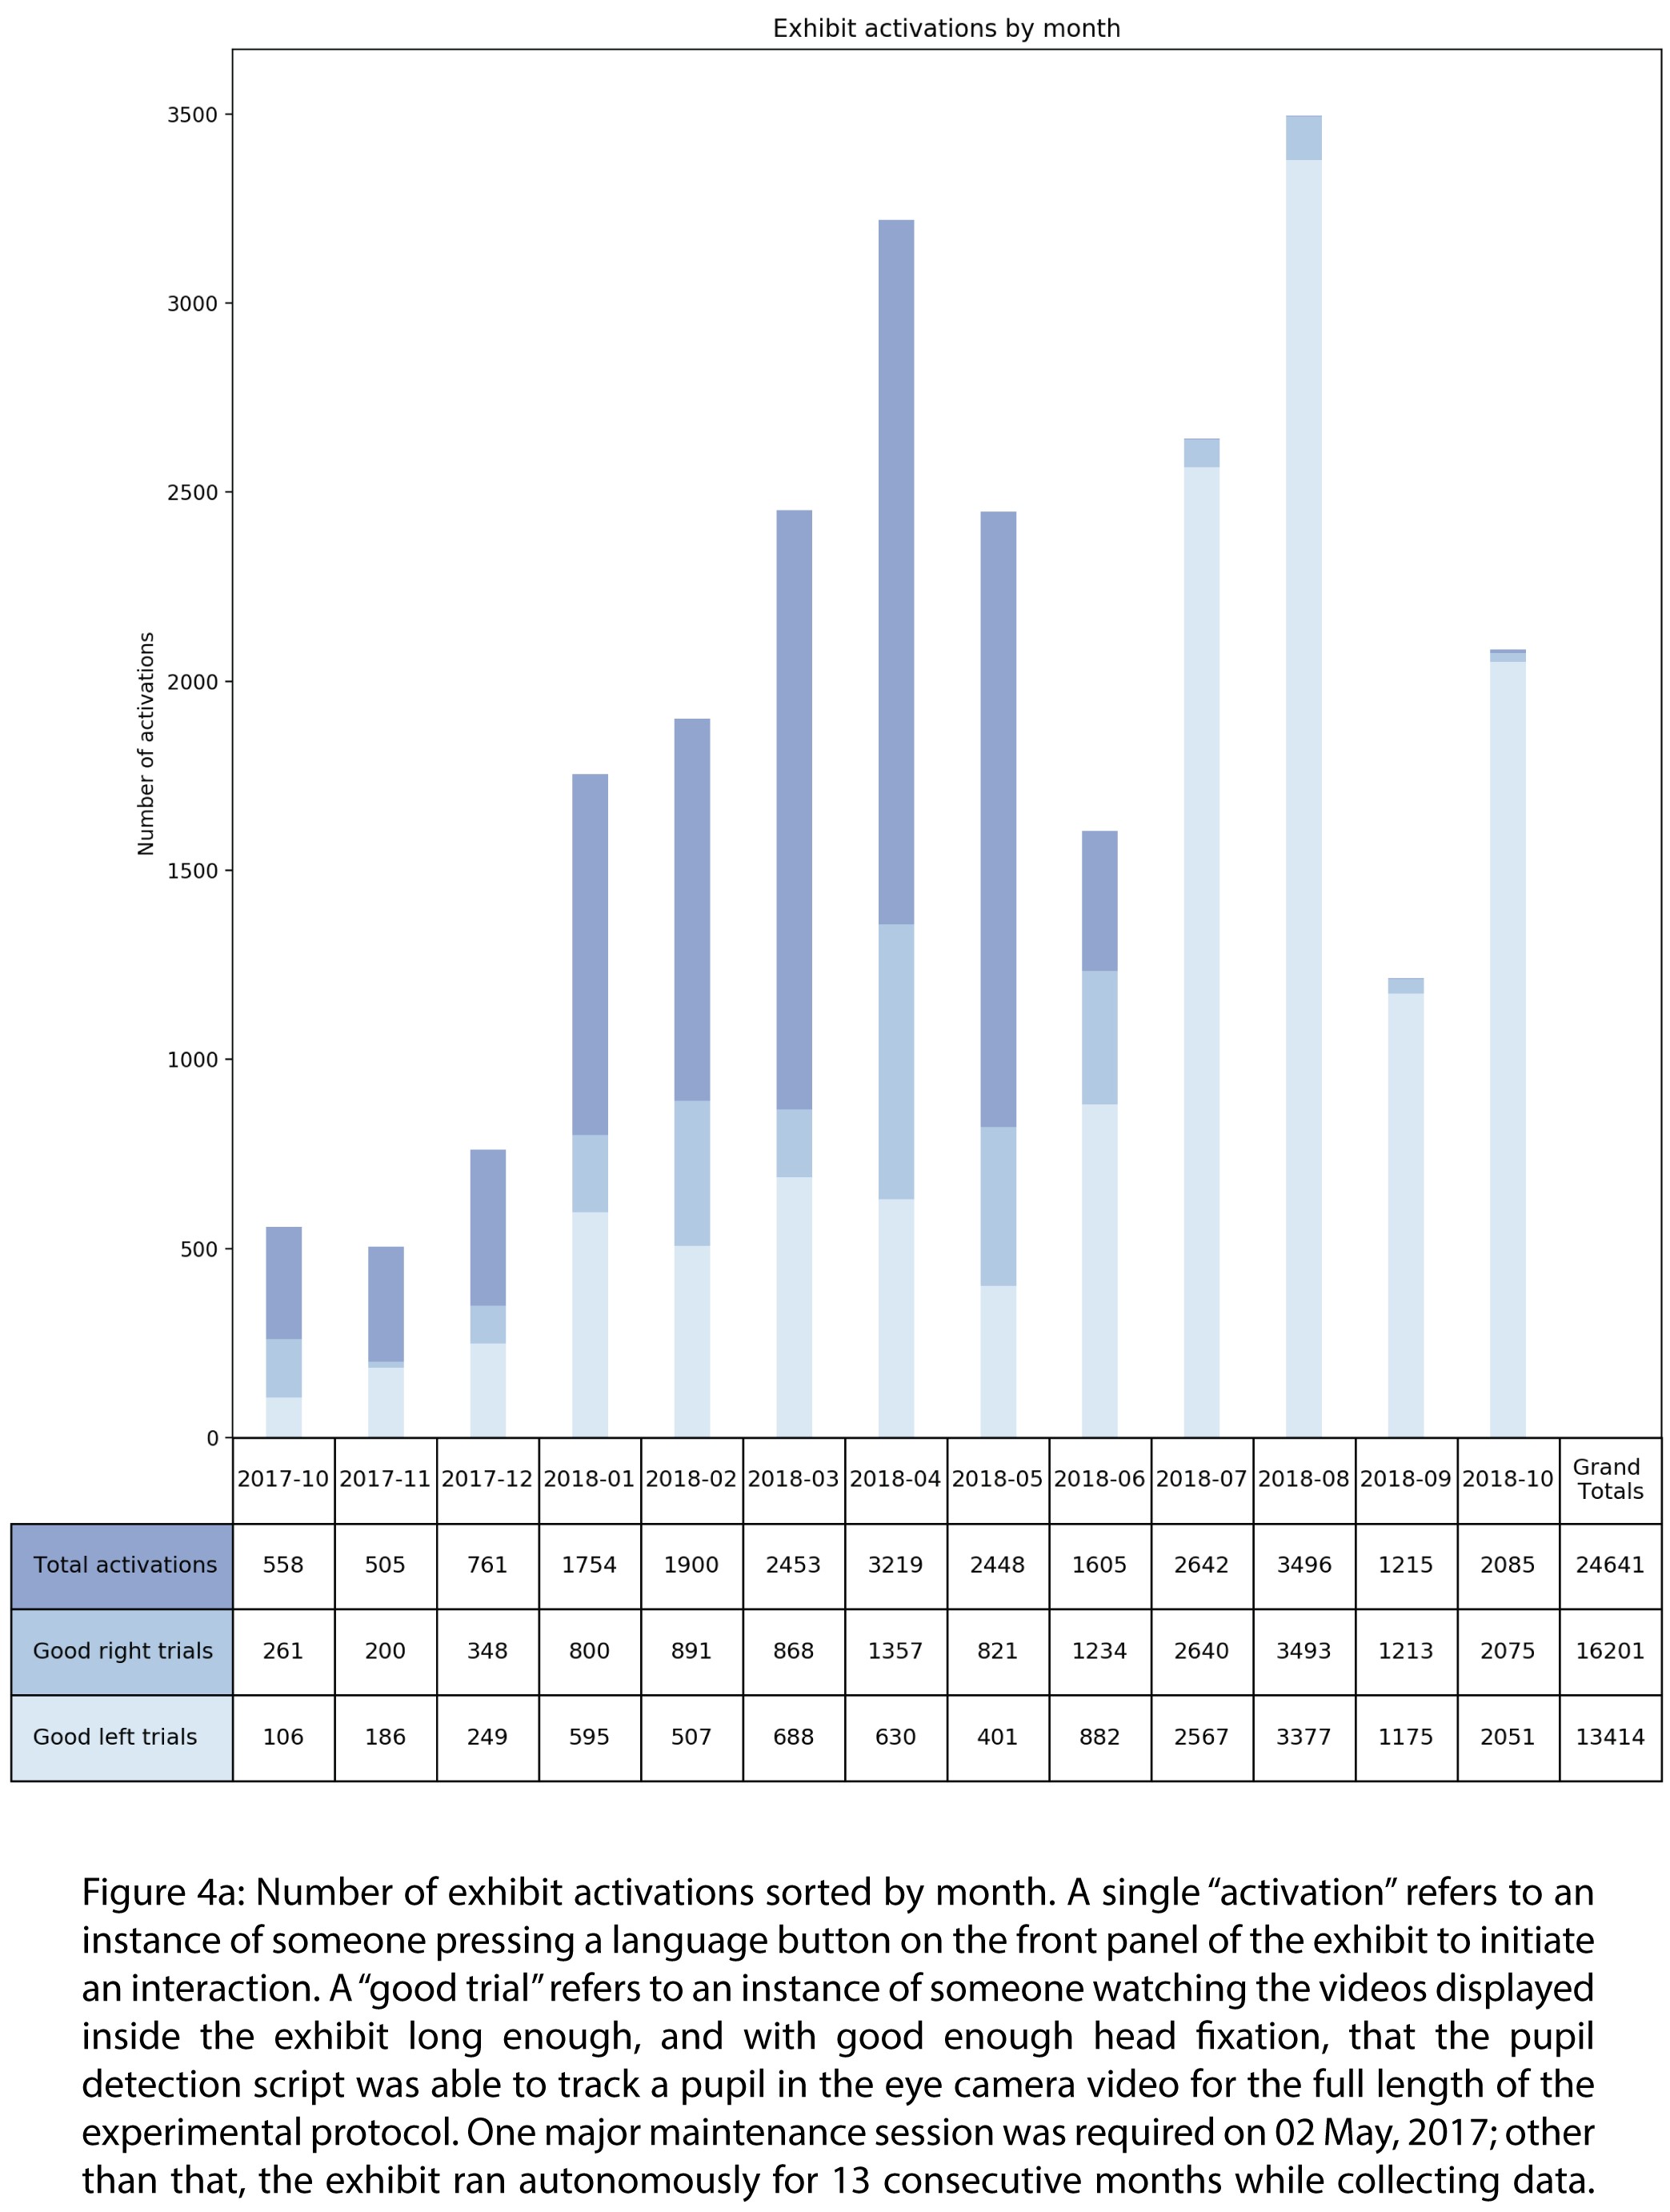 Exhibit activations by month
3500
3000
2500
2000
1500
1000
500
0
Number of activations
2017-10 2017-11 2017-12 2018-01 2018-02 2018-03 2018-04 2018-05 2018-06 2018-07 2018-08 2018-09 2018-10 Grand
Totals
Total activations 558 505 761 1754 1900 2453 3219 2448 1605 2642 3496 1215 2085 24641
Good right trials 261 200 348 800 891 868 1357 821 1234 2640 3493 1213 2075 16201
Good left trials 106 186 249 595 507 688 630 401 882 2567 3377 1175 2051 13414
Figure 4a: Number of exhibit activations sorted by month. A single “activation” refers to an
instance of someone pressing a language button on the front panel of the exhibit to initiate
an interaction. A “good trial” refers to an instance of someone watching the videos displayed
inside the exhibit long enough, and with good enough head fixation, that the pupil
detection script was able to track a pupil in the eye camera video for the full length of the
experimental protocol. One major maintenance session was required on 02 May, 2017; other
than that, the exhibit ran autonomously for 13 consecutive months while collecting data.